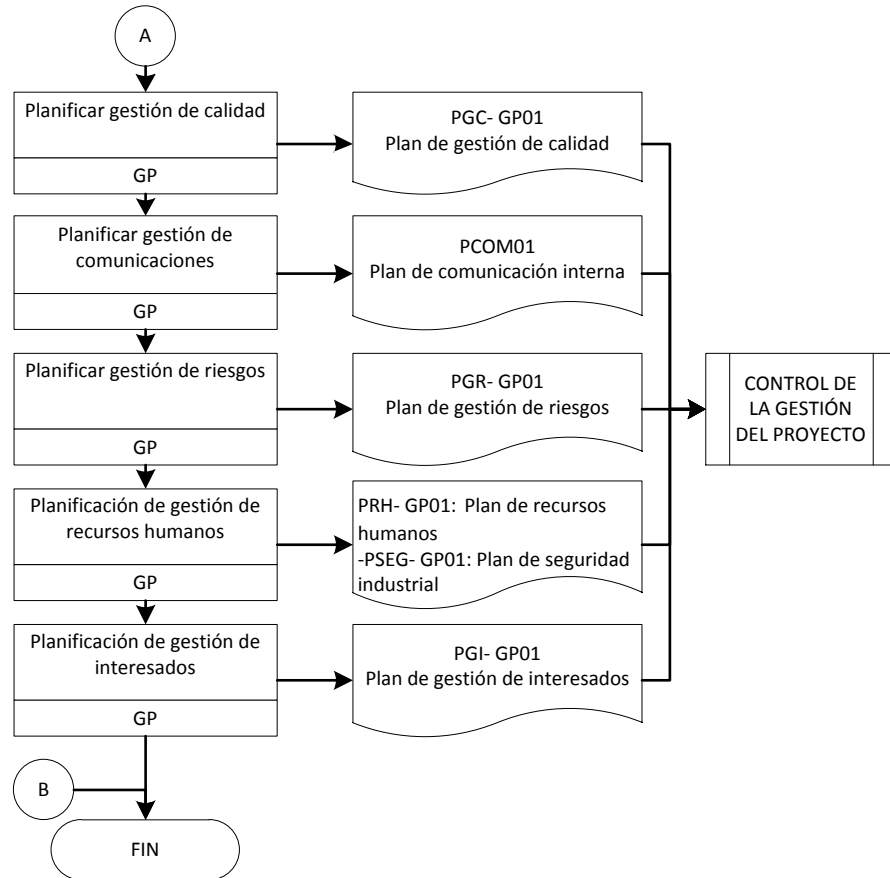 A
Planificar gestión de calidad
GP
PGC- GP01
Plan de gestión de calidad
Planificar gestión de
comunicaciones
GP
PCOM01
Plan de comunicación interna
Planificar gestión de riesgos
GP
PGR- GP01
Plan de gestión de riesgos
CONTROL DE
LA GESTIÓN
DEL PROYECTO
Planificación de gestión de
recursos humanos
GP
PRH- GP01:  Plan de recursos
humanos
-PSEG- GP01: Plan de seguridad
industrial
Planificación de gestión de
interesados
GP
PGI- GP01
Plan de gestión de interesados
B
FIN